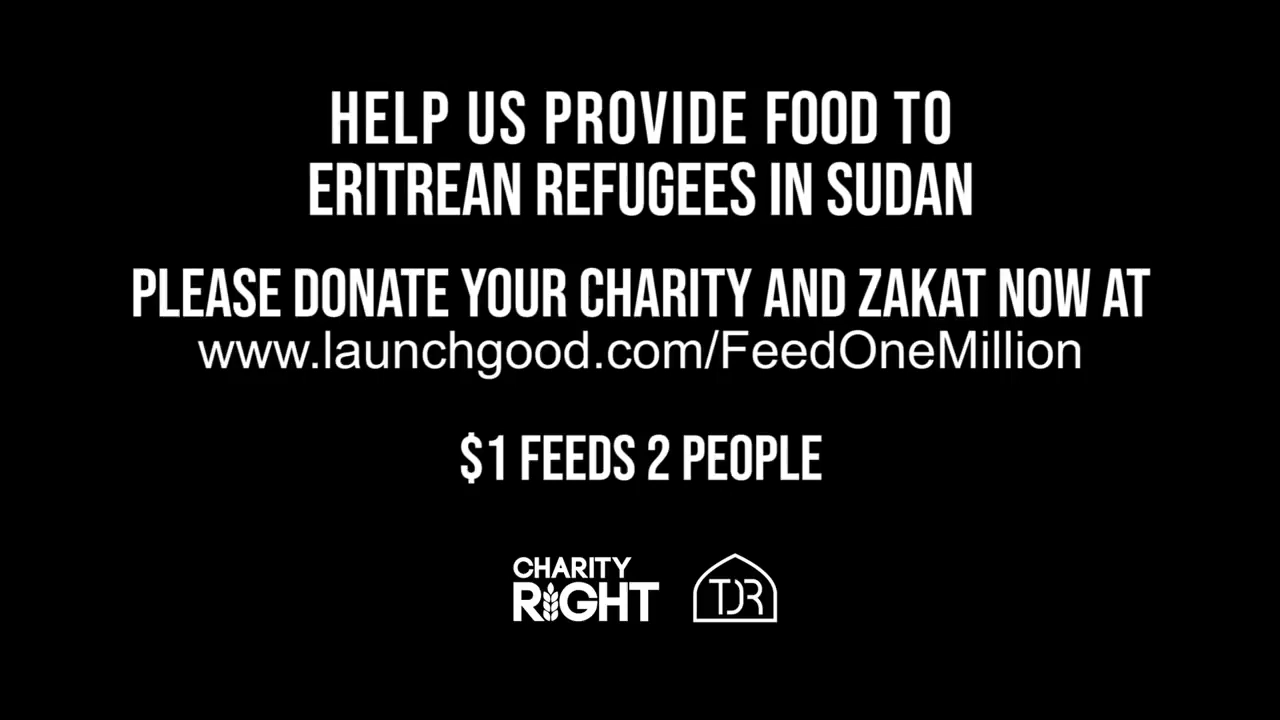 HELP US PROVIDE FOOD TO
ERITREAN REFUGEES IN SUDAN
PLEASE DONATE YOUR CHARITY AND ZAKAT NOW AT
www.launchgood.com/FeedOneMillion
$1 FEEDS 2 PEOPLE
CHARITY
RIGHT
TDR